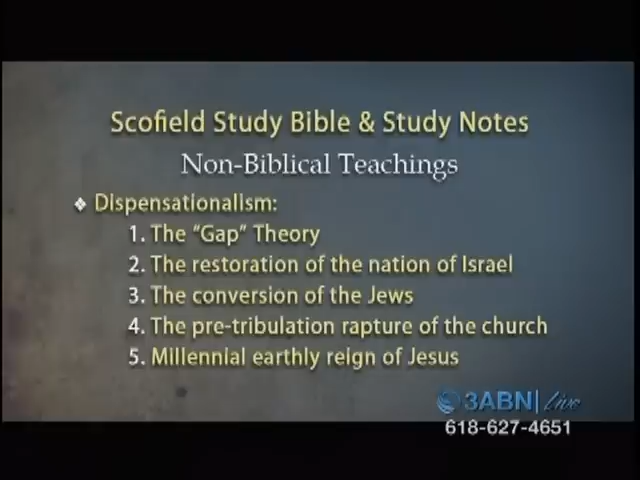 Scofield Study Bible & Study Notes
Non-Biblical Teachings
❖ Dispensationalism:
1. The “Gap” Theory
2. The restoration of the nation of Israel
3. The conversion of the Jews
4. The pre-tribulation rapture of the church
5. Millennial earthly reign of Jesus
3ABN Live
618-627-4651